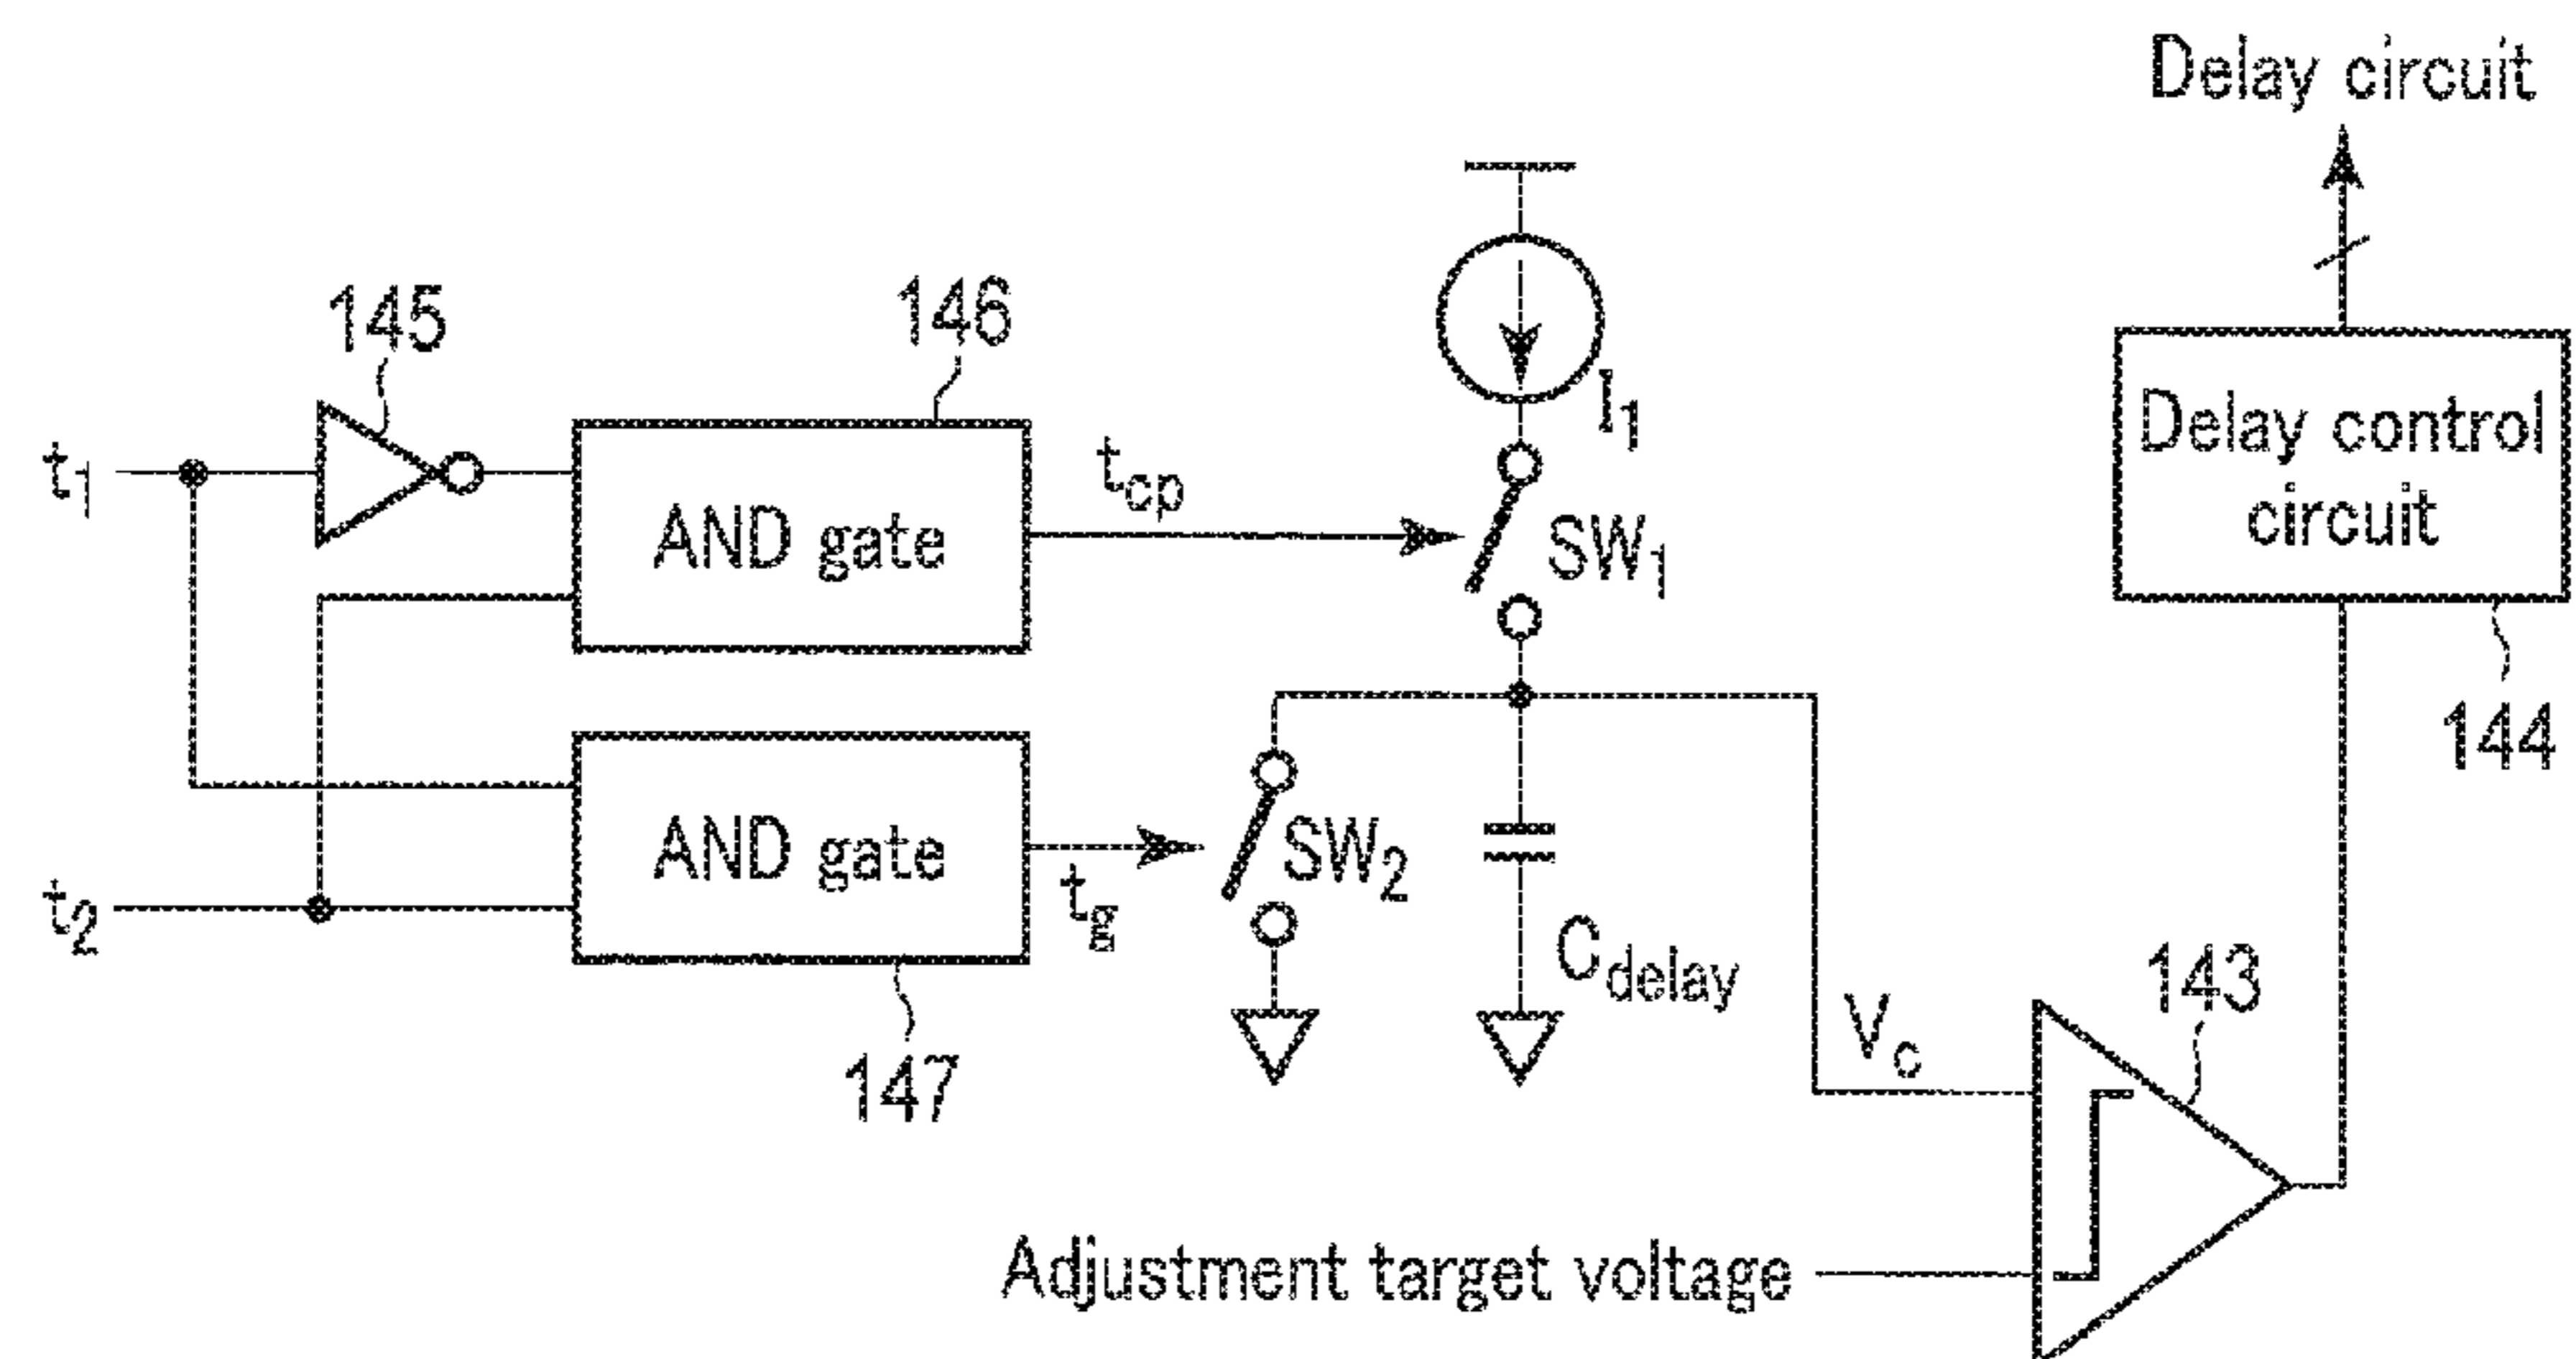 Delay circuit
145
146
I1
t1
tcp
AND gate
SW1
Delay control
circuit
144
AND gate
t2
tg
SW2
Cdelay
147
Vc
143
Adjustment target voltage